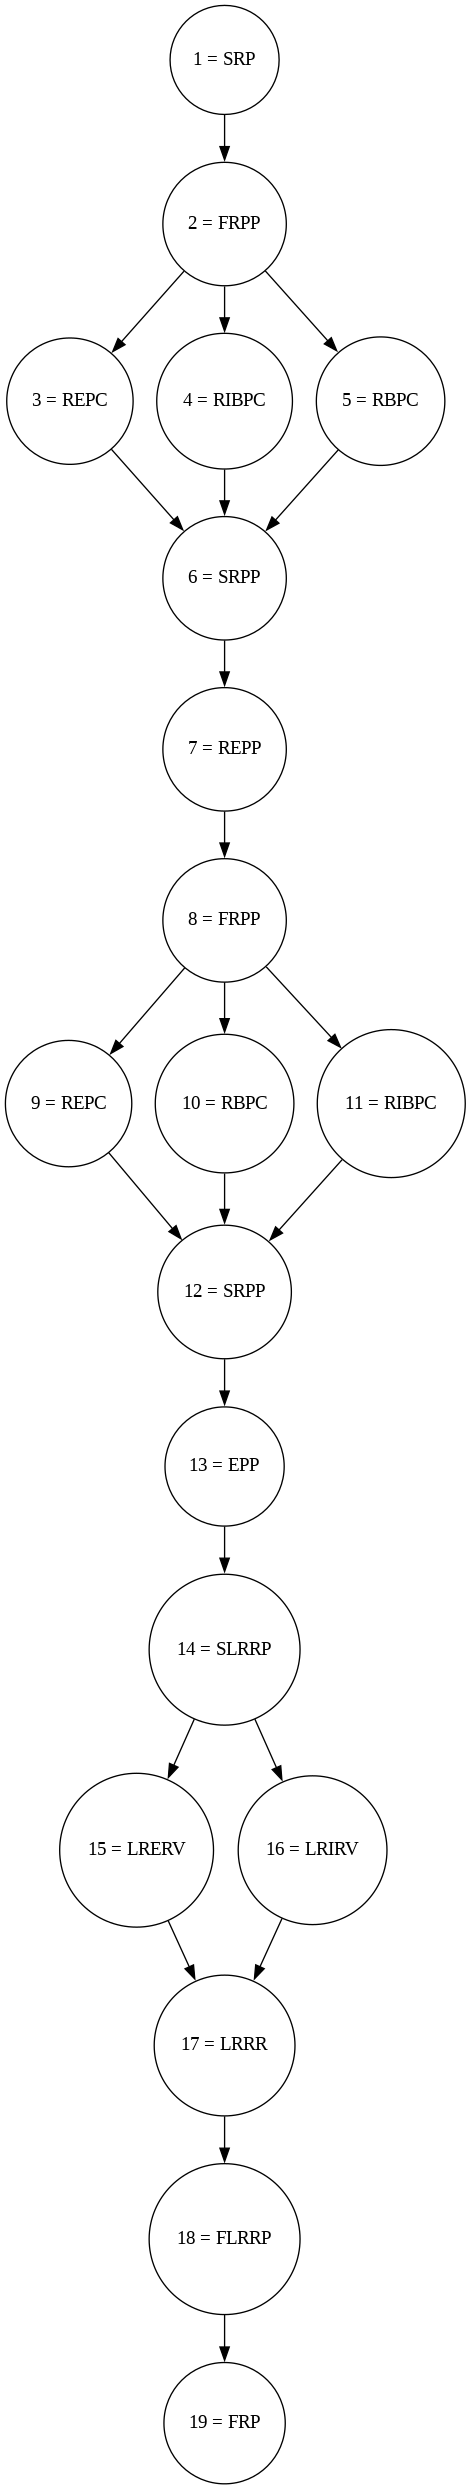 1 = SRP
2 = FRPP
3 = REPC
4 = RIBPC
5 = RBPC
6 = SRPP
7 = REPP
8 = FRPP
9 = REPC
10 = RBPC
11 = RIBPC
12 = SRPP
13 = EPP
14 = SLRRP
15 = LRERV
16 = LRIRV
17 = LRRR
18 = FLRRP
19 = FRP